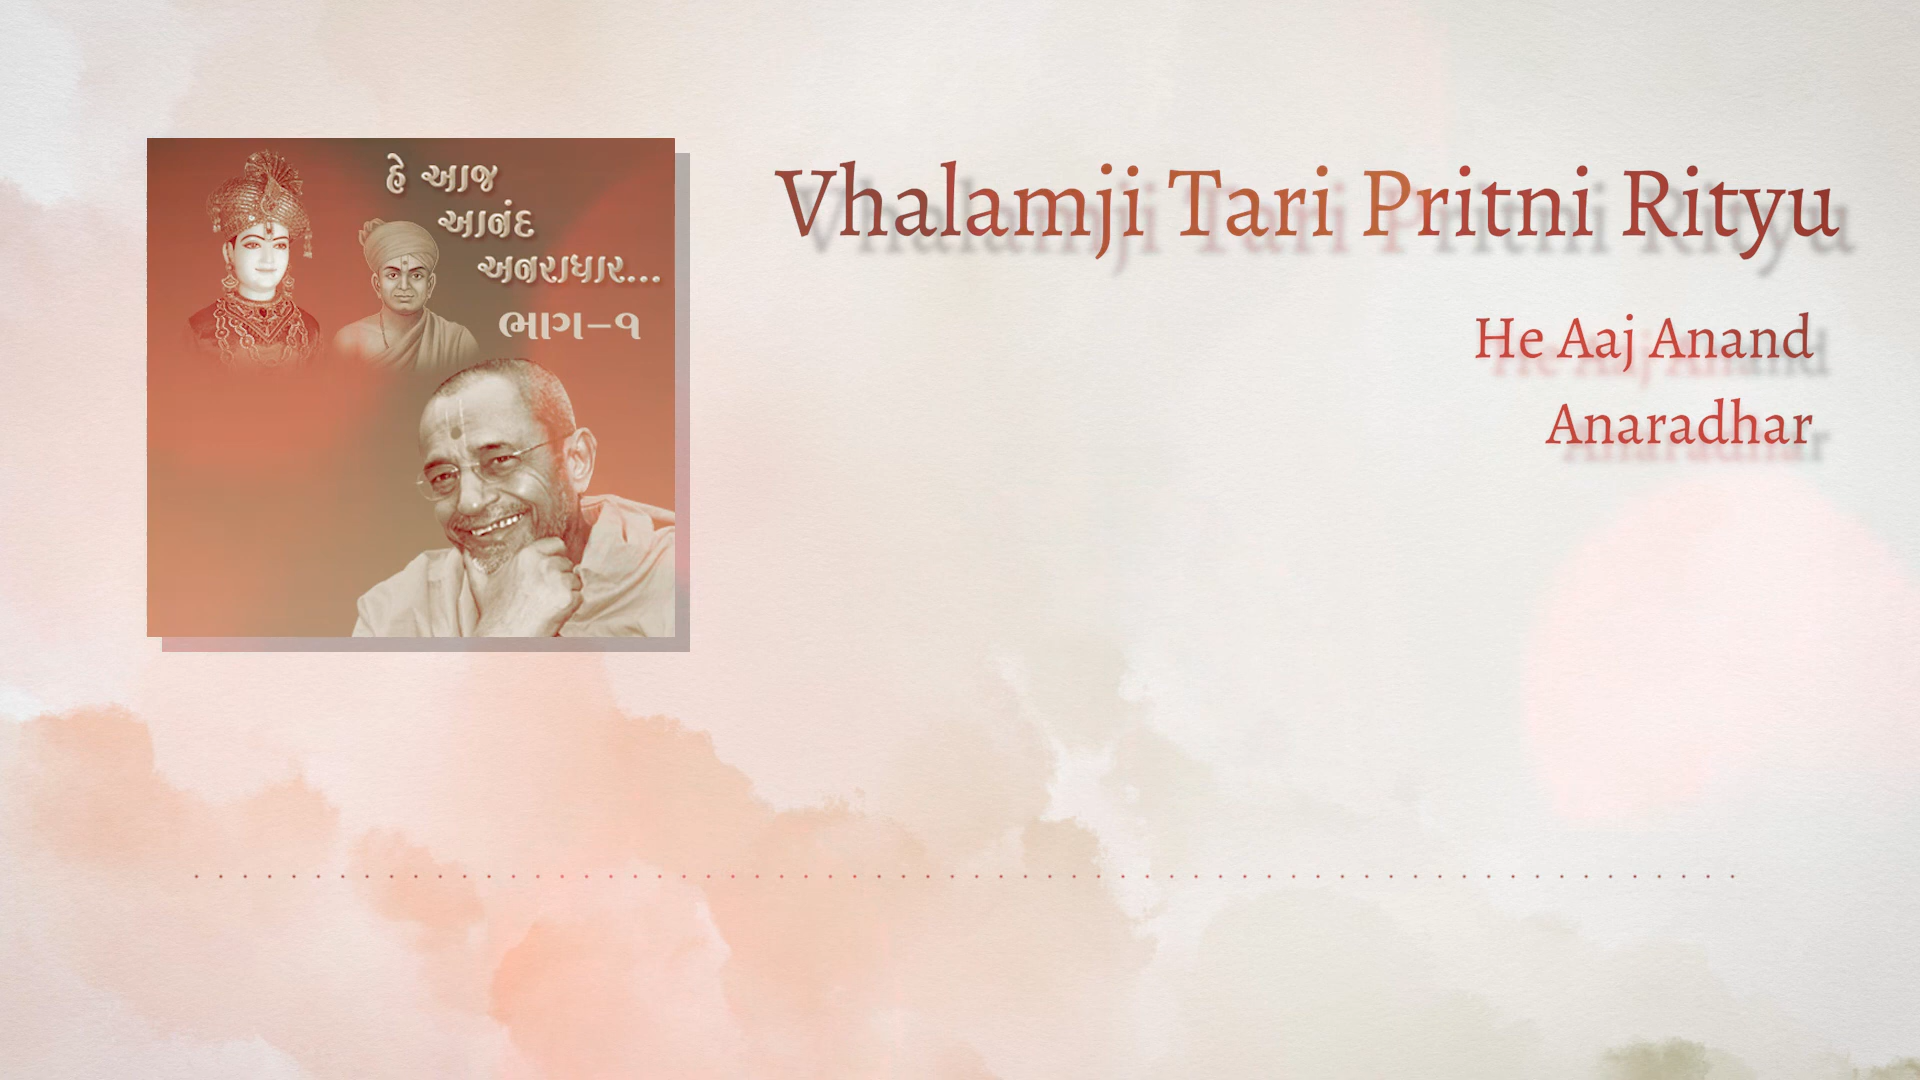 હે આજ
આનંદ
અનરાધાર...
ભાગ–૧
Vhalamji Tari Pritni Rityu
He Aaj Anand
Anaradhar